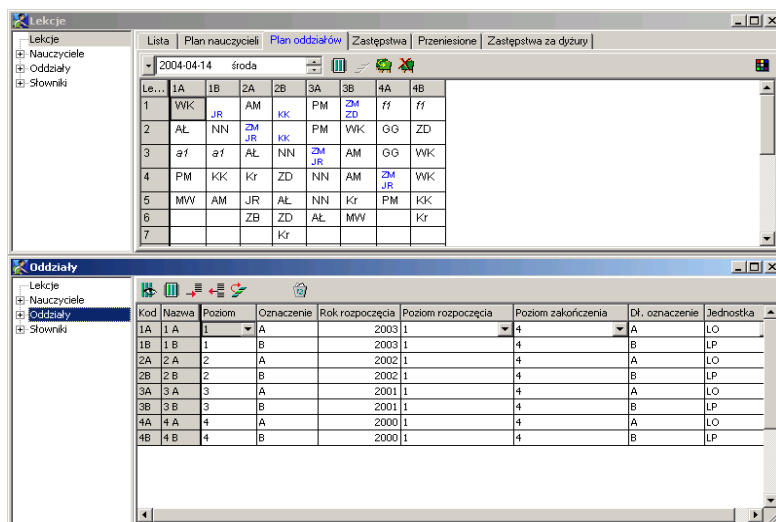 Lekcje
Lekcje
Nauczyciele
Oddziały
Słowniki
Lista Plan nauczycieli Plan oddziałów Zastępstwa Przeniesione Zastępstwa za dyżury
2004-04-14 środa
Le... 1A 1B 2A 2B 3A 3B 4A 4B
1 WK JR AM KK PM ZM ZD ff ff
2 AŁ NN ZM JR KK PM WK GG ZD
3 a1 a1 AŁ NN ZM JR AM GG WK
4 PM KK Kr ZD NN AM ZM JR WK
5 MW AM JR AŁ NN Kr PM KK
6 ZB ZD AŁ MW Kr
7 Kr
Oddziały
Lekcje
Nauczyciele
Oddziały
Słowniki
Kod Nazwa Poziom Oznaczenie Rok rozpoczęcia Poziom rozpoczęcia Poziom zakończenia Dł. oznaczenie Jednostka
1A 1 A 1 A 2003 1 4 A LO
1B 1 B 1 B 2003 1 4 B LP
2A 2 A 2 A 2002 1 4 A LO
2B 2 B 2 B 2002 1 4 B LP
3A 3 A 3 A 2001 1 4 A LO
3B 3 B 3 B 2001 1 4 B LP
4A 4 A 4 A 2000 1 4 A LO
4B 4 B 4 B 2000 1 4 B LP